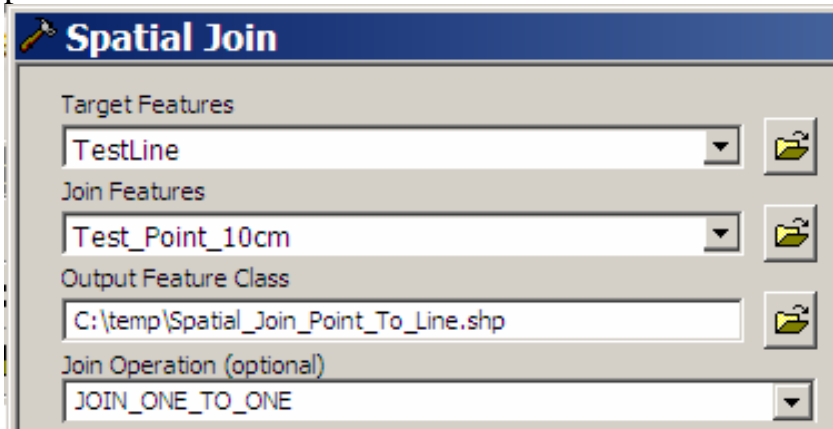 Spatial Join
Target Features
TestLine
Join Features
Test_Point_10cm
Output Feature Class
C:\temp\Spatial_Join_Point_To_Line.shp
Join Operation (optional)
JOIN_ONE_TO_ONE